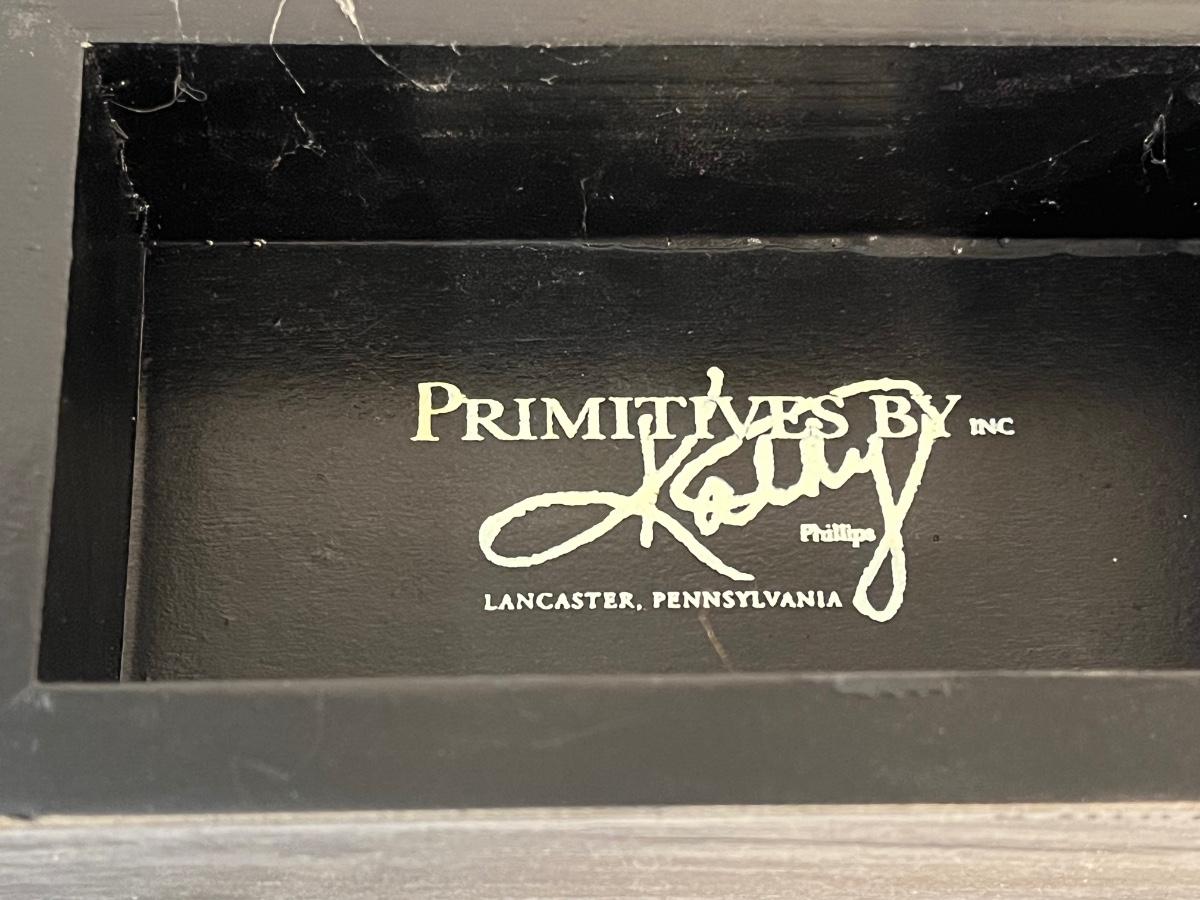 PRIMITIVES BY INC
Kathy
Phillips
LANCASTER, PENNSYLVANIA